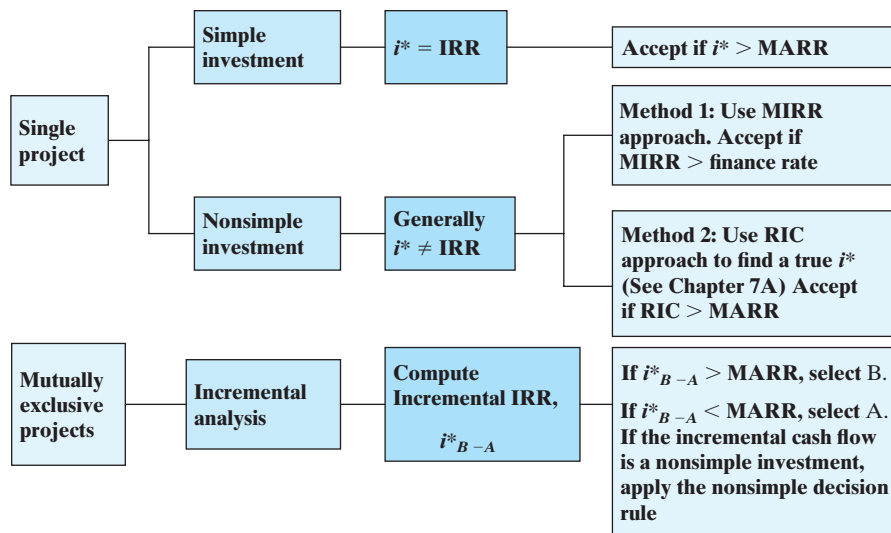 Single
project
Simple
investment
i* = IRR
Accept if i* > MARR
Nonsimple
investment
Generally
i* ≠ IRR
Method 1: Use MIRR
approach. Accept if
MIRR > finance rate
Method 2: Use RIC
approach to find a true i*
(See Chapter 7A) Accept
if RIC > MARR
Mutually
exclusive
projects
Incremental
analysis
Compute
Incremental IRR,
i*B–A
If i*B–A > MARR, select B.
If i*B–A < MARR, select A.
If the incremental cash flow
is a nonsimple investment,
apply the nonsimple decision
rule